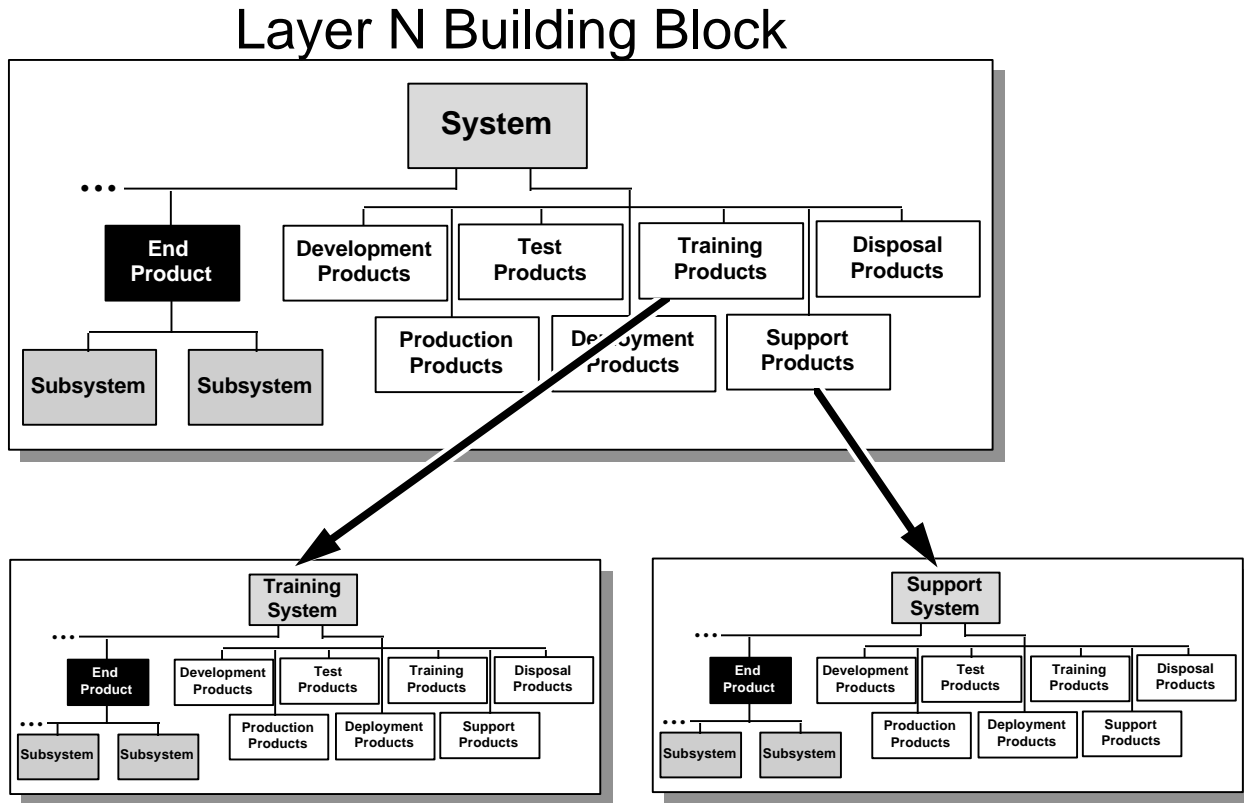 Layer N Building Block
System
•••
End
Product
Development
Products
Test
Products
Training
Products
Disposal
Products
Production
Products
Deployment
Products
Support
Products
Subsystem
Subsystem
Training
System
•••
End
Product
Development
Products
Test
Products
Training
Products
Disposal
Products
Production
Products
Deployment
Products
Support
Products
•••
Subsystem
Subsystem
Support
System
•••
End
Product
Development
Products
Test
Products
Training
Products
Disposal
Products
Production
Products
Deployment
Products
Support
Products
•••
Subsystem
Subsystem